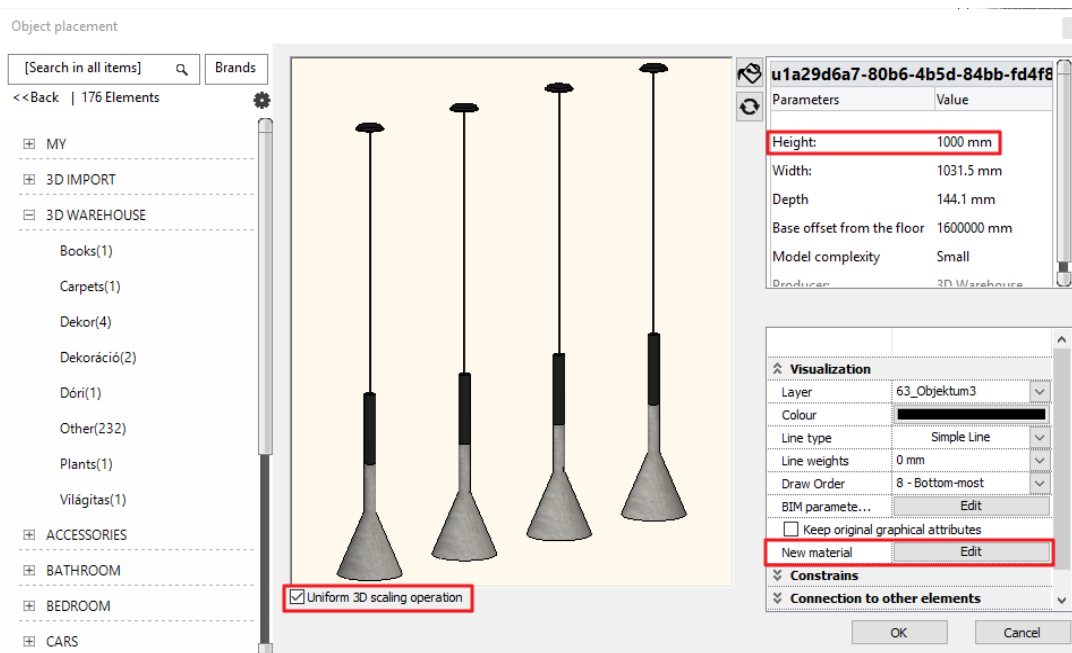 Object placement
[Search in all items]
Brands
<<Back | 176 Elements
MY
3D IMPORT
3D WAREHOUSE
Books(1)
Carpets(1)
Dekor(4)
Dekoráció(2)
Dóri(1)
Other(232)
Plants(1)
Világitas(1)
ACCESSORIES
BATHROOM
BEDROOM
CARS
Uniform 3D scaling operation
u1a29d6a7-80b6-4b5d-84bb-fd4f8
Parameters Value
Height: 1000 mm
Width: 1031.5 mm
Depth 144.1 mm
Base offset from the floor 1600000 mm
Model complexity Small
Producer: 3D Warehouse
Visualization
Layer 63_Objektum3
Colour
Line type Simple Line
Line weights 0 mm
Draw Order 8 - Bottom-most
BIM paramete... Edit
Keep original graphical attributes
New material Edit
Constrains
Connection to other elements
OK Cancel